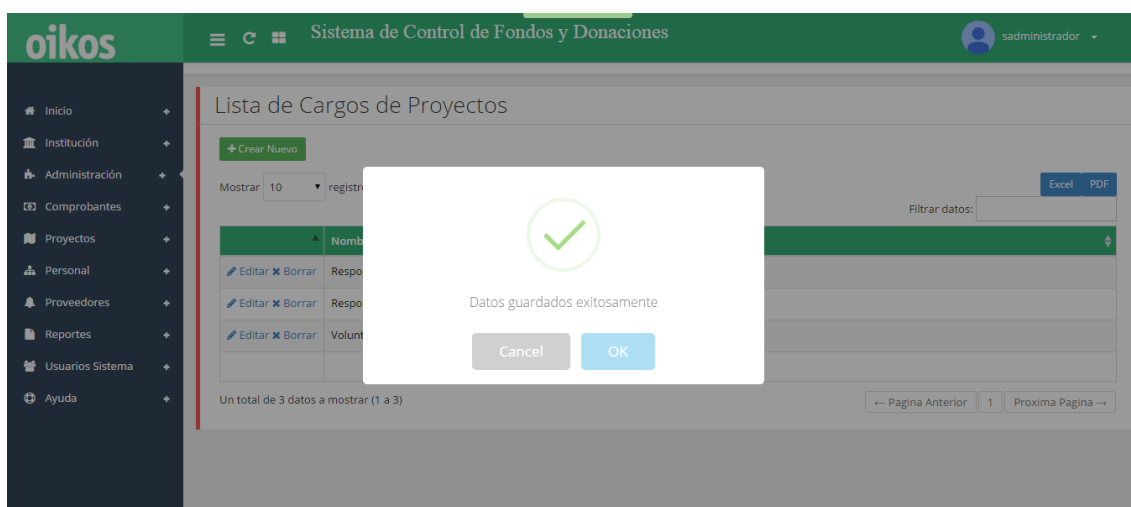 oikos
Sistema de Control de Fondos y Donaciones
sadministrador
Inicio
Institución
Administración
Comprobantes
Proyectos
Personal
Proveedores
Reportes
Usuarios Sistema
Ayuda
Lista de Cargos de Proyectos
Crear Nuevo
Mostrar 10 registr
Excel PDF
Filtrar datos:
Nomb
Editar Borrar Respo
Editar Borrar Respo
Editar Borrar Volunt
Un total de 3 datos a mostrar (1 a 3)
← Pagina Anterior 1 Proxima Pagina →
Datos guardados exitosamente
Cancel OK